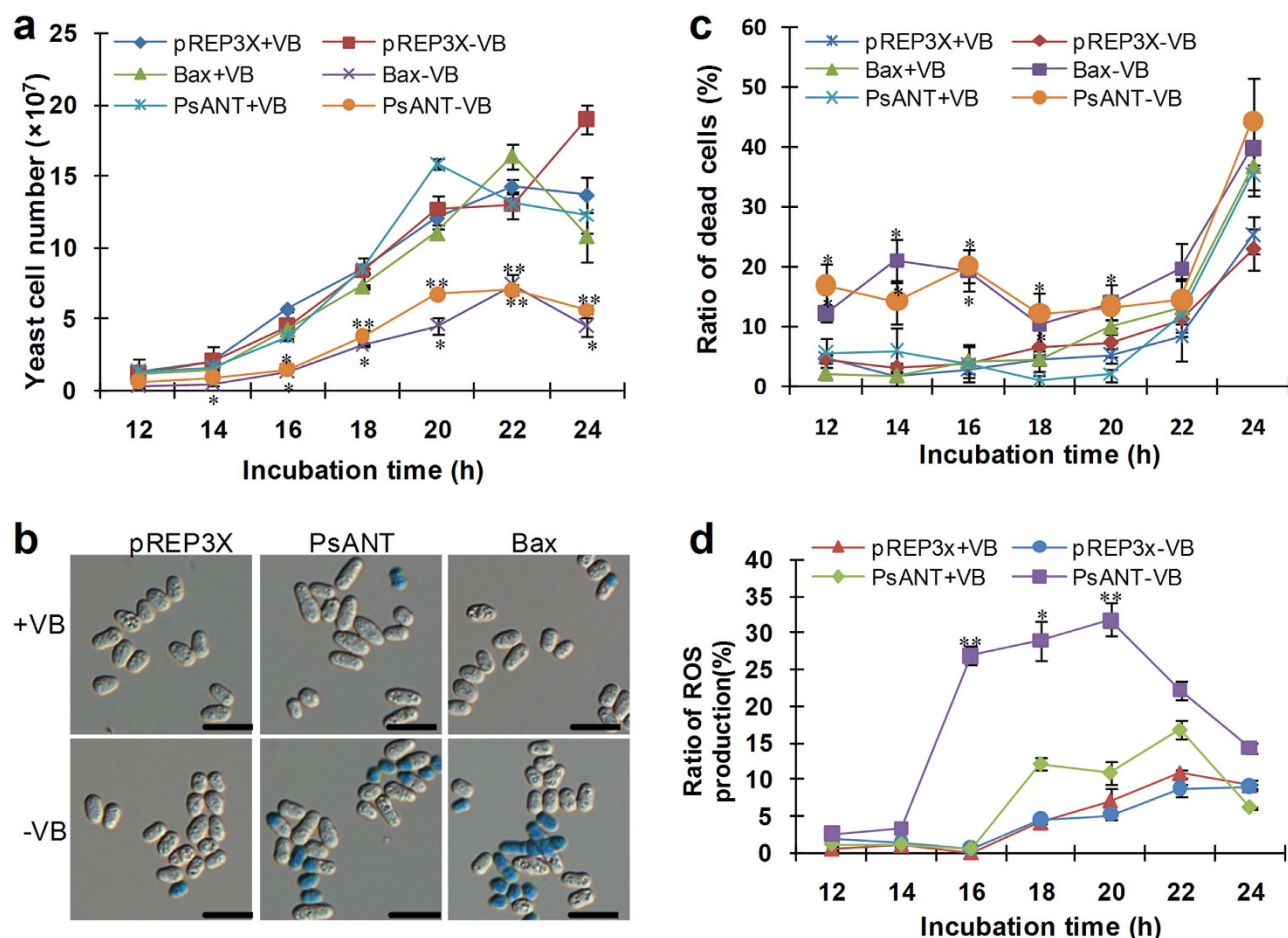 a
25
20
15
10
5
0
Yeast cell number (×10⁷)
pREP3X+VB
pREP3X-VB
Bax+VB
Bax-VB
PsANT+VB
PsANT-VB
*
*
*
**
*
**
*
**
**
**
*
12 14 16 18 20 22 24
Incubation time (h)
c
60
50
40
30
20
10
0
Ratio of dead cells (%)
pREP3X+VB
pREP3X-VB
Bax+VB
Bax-VB
PsANT+VB
PsANT-VB
*
*
*
*
*
*
*
*
*
12 14 16 18 20 22 24
Incubation time (h)
b
pREP3X PsANT Bax
+VB
-VB
d
40
35
30
25
20
15
10
5
0
Ratio of ROS
production(%)
pREP3x+VB
pREP3x-VB
PsANT+VB
PsANT-VB
**
*
**
12 14 16 18 20 22 24
Incubation time (h)